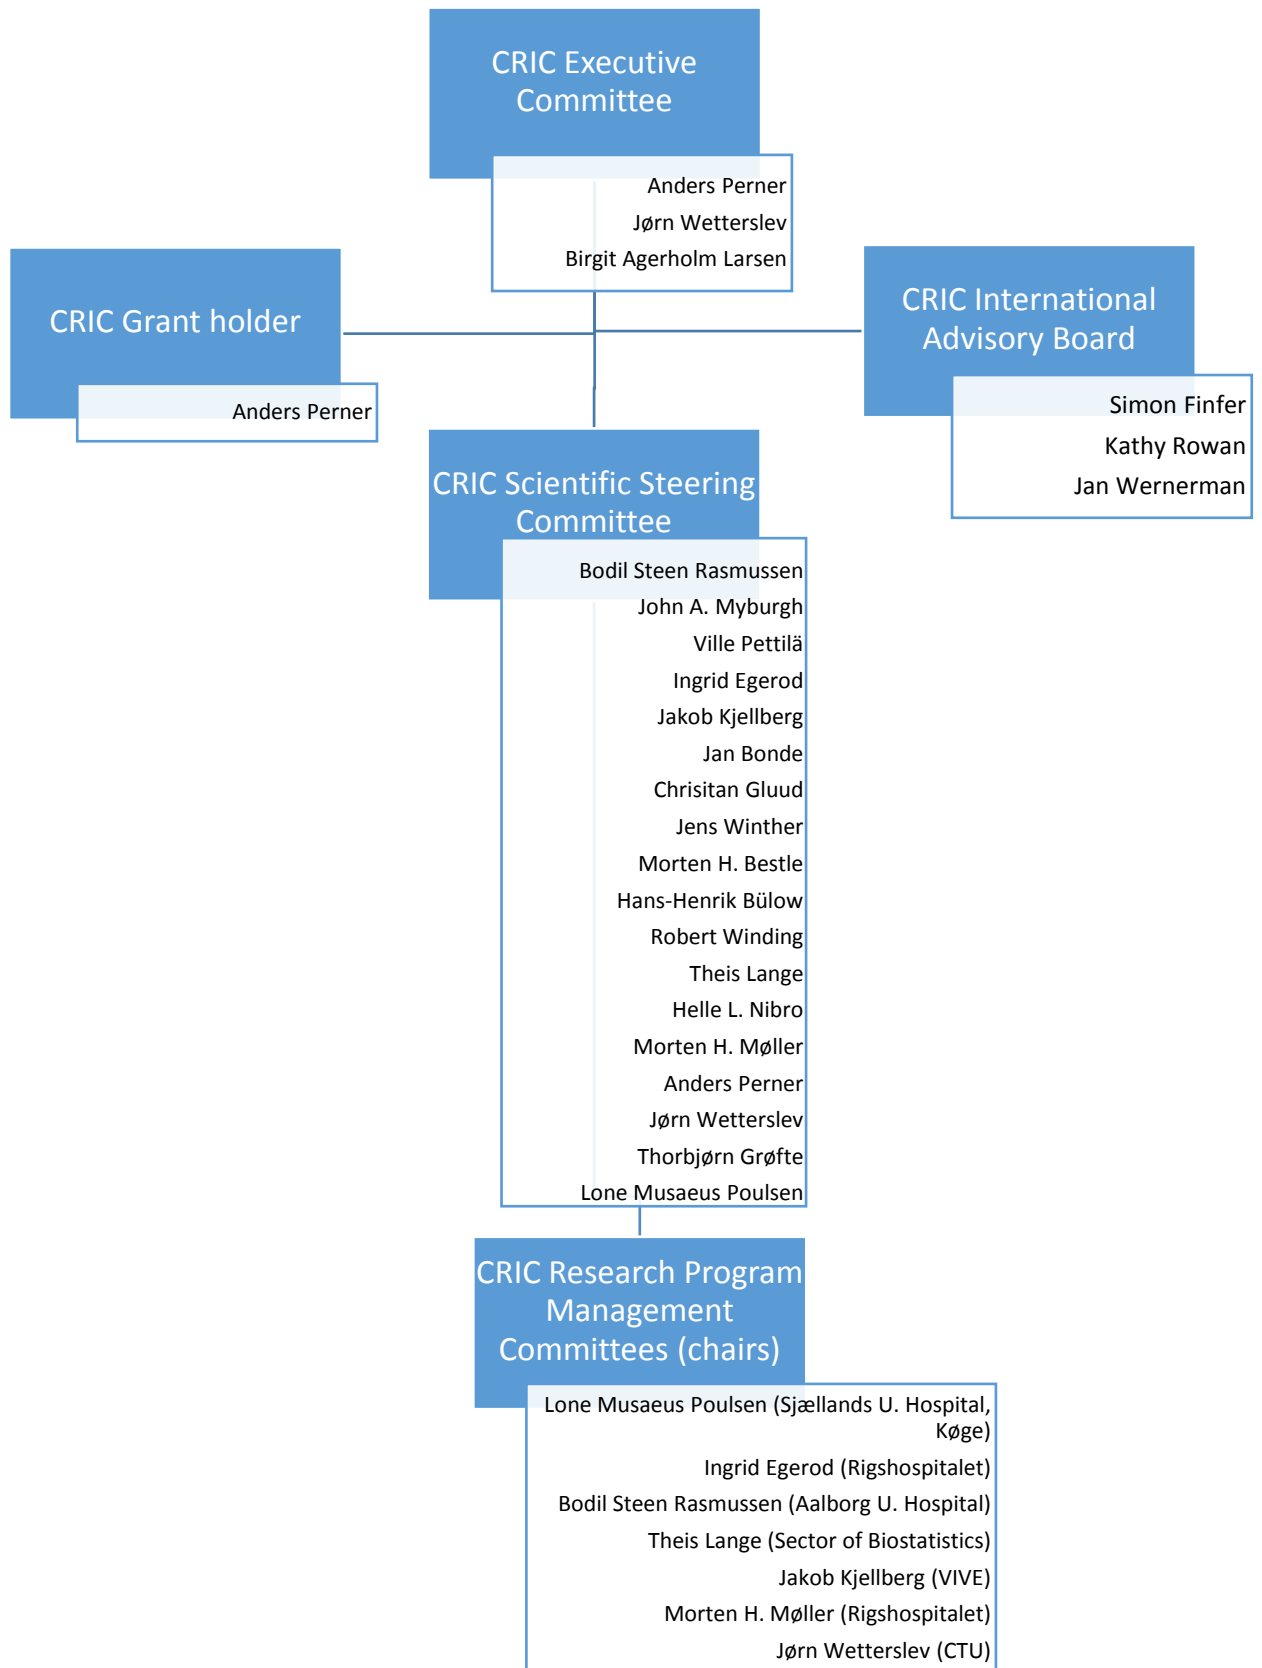 CRIC Executive
Committee
Anders Perner
Jørn Wetterslev
Birgit Agerholm Larsen
CRIC Grant holder
Anders Perner
CRIC International
Advisory Board
Simon Finfer
Kathy Rowan
Jan Wernerman
CRIC Scientific Steering
Committee
Bodil Steen Rasmussen
John A. Myburgh
Ville Pettilä
Ingrid Egerod
Jakob Kjellberg
Jan Bonde
Chrisitan Gluud
Jens Winther
Morten H. Bestle
Hans-Henrik Bülow
Robert Winding
Theis Lange
Helle L. Nibro
Morten H. Møller
Anders Perner
Jørn Wetterslev
Thorbjørn Grøfte
Lone Musaeus Poulsen
CRIC Research Program
Management
Committees (chairs)
Lone Musaeus Poulsen (Sjællands U. Hospital,
Køge)
Ingrid Egerod (Rigshospitalet)
Bodil Steen Rasmussen (Aalborg U. Hospital)
Theis Lange (Sector of Biostatistics)
Jakob Kjellberg (VIVE)
Morten H. Møller (Rigshospitalet)
Jørn Wetterslev (CTU)